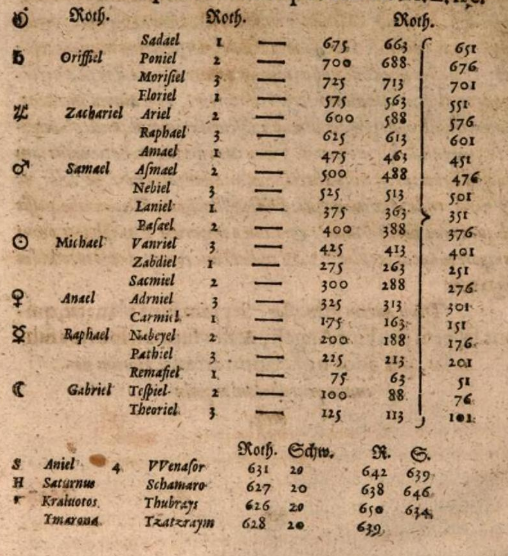 Roth. Roth. Roth.
Sadael 1 675 663 651
♄ Oriffiel Poniel 2 700 688 676
Morisiel 3 725 713 701
Floriel 1 575 563 551
♃ Zachariel Ariel 2 600 588 576
Raphael 3 625 613 601
Amael 1 475 463 451
♂ Samael Asmael 2 500 488 476
Nebiel 3 525 513 501
Laniel 1 375 363 351
Pasael 2 400 388 376
☉ Michael Vanriel 3 425 413 401
Zabdiel 1 275 263 251
Sacmiel 2 300 288 276
♀ Anael Adrniel 3 325 313 301
Carmiel 1 175 163 151
☿ Raphael Nabeyel 2 200 188 176
Pathiel 3 225 213 201
Remasiel 1 75 63 51
☾ Gabriel Tespiel 2 100 88 76
Theoriel 3 125 113 101
Roth. Schw. R. S.
S Aniel 4 VVenasor 631 20 642 639
H Saturnus Schamaro 627 20 638 646
Kraluotos Thubrays 626 20 650 634
Ymarona Tzatzraym 628 20 639